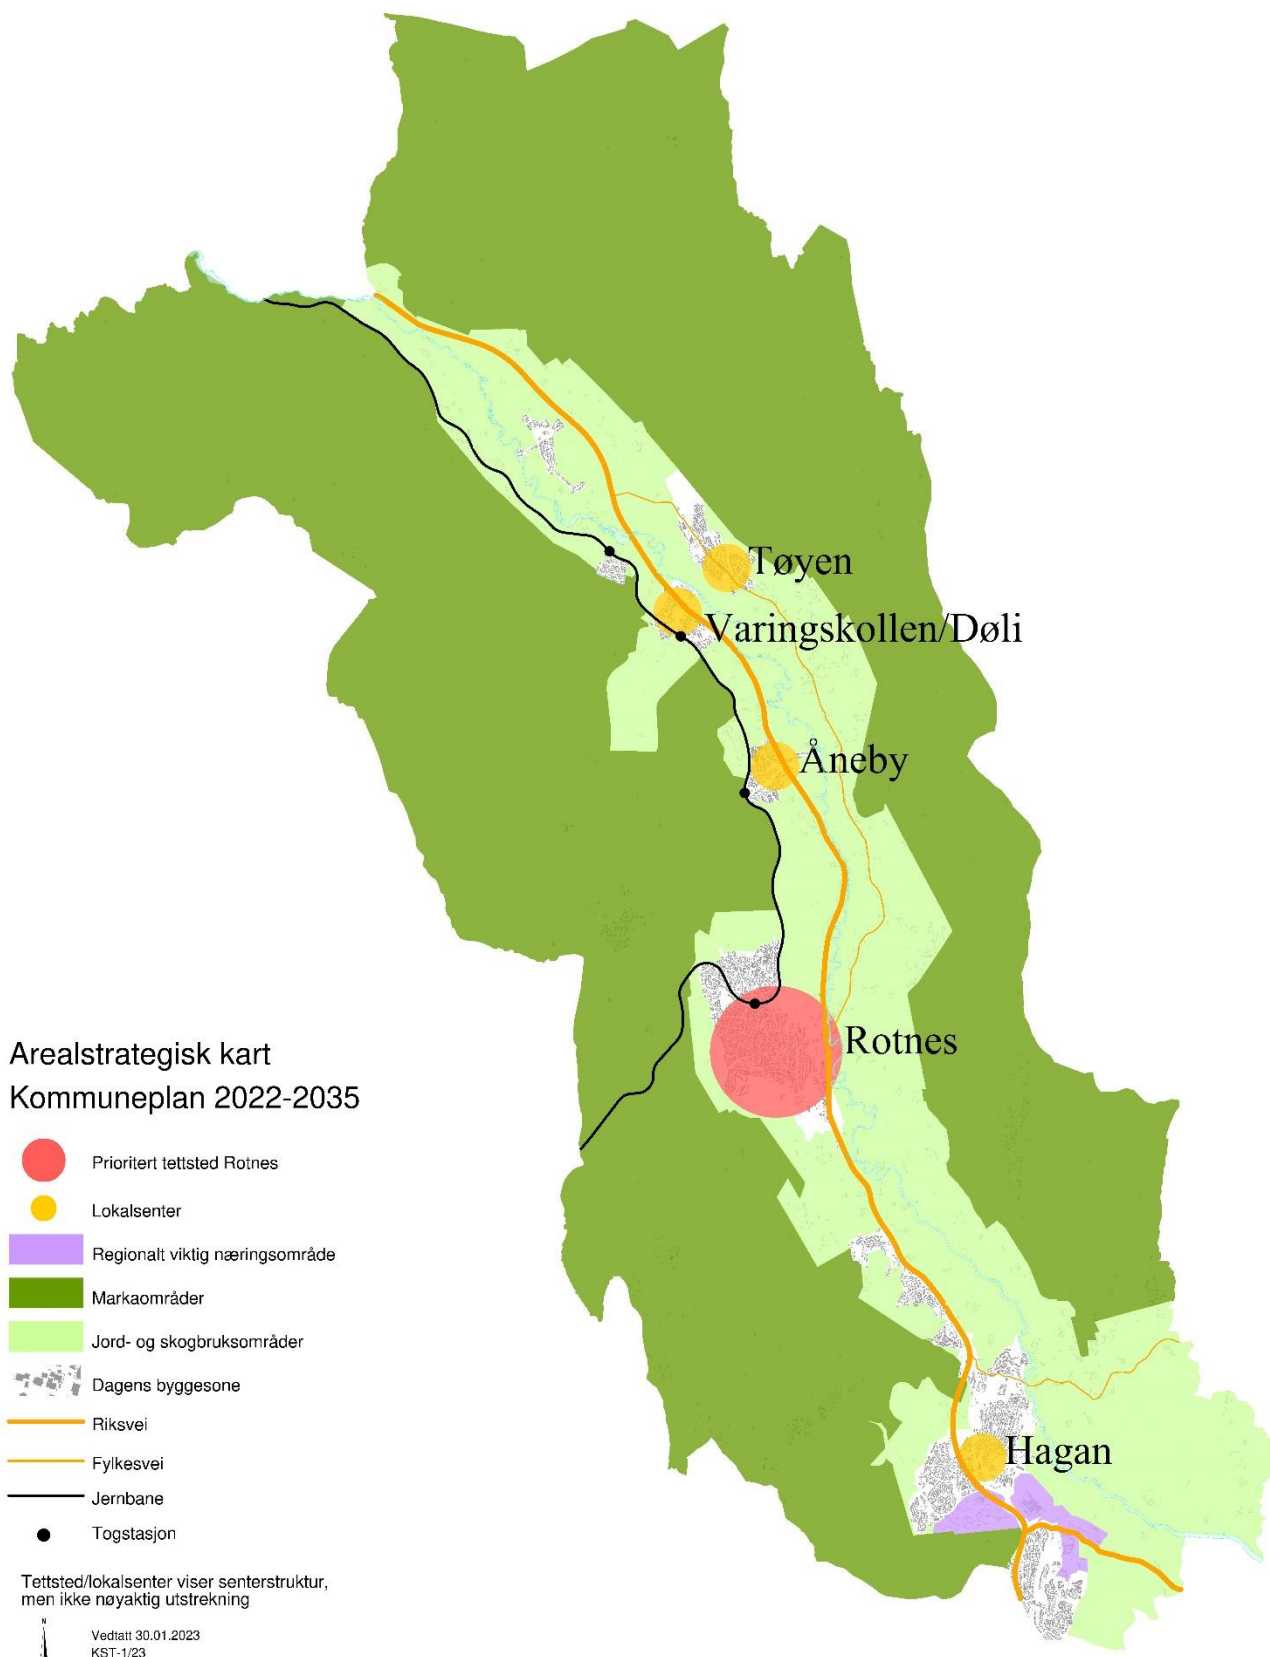 Tøyen
Varingskollen/Døli
Åneby
Rotnes
Hagan
Arealstrategisk kart
Kommuneplan 2022-2035
Prioritert tettsted Rotnes
Lokalsenter
Regionalt viktig næringsområde
Markaområder
Jord- og skogbruksområder
Dagens byggesone
Riksvei
Fylkesvei
Jernbane
Togstasjon
Tettsted/lokalsenter viser senterstruktur,
men ikke nøyaktig utstrekning
N
Vedtatt 30.01.2023
KST-1/23